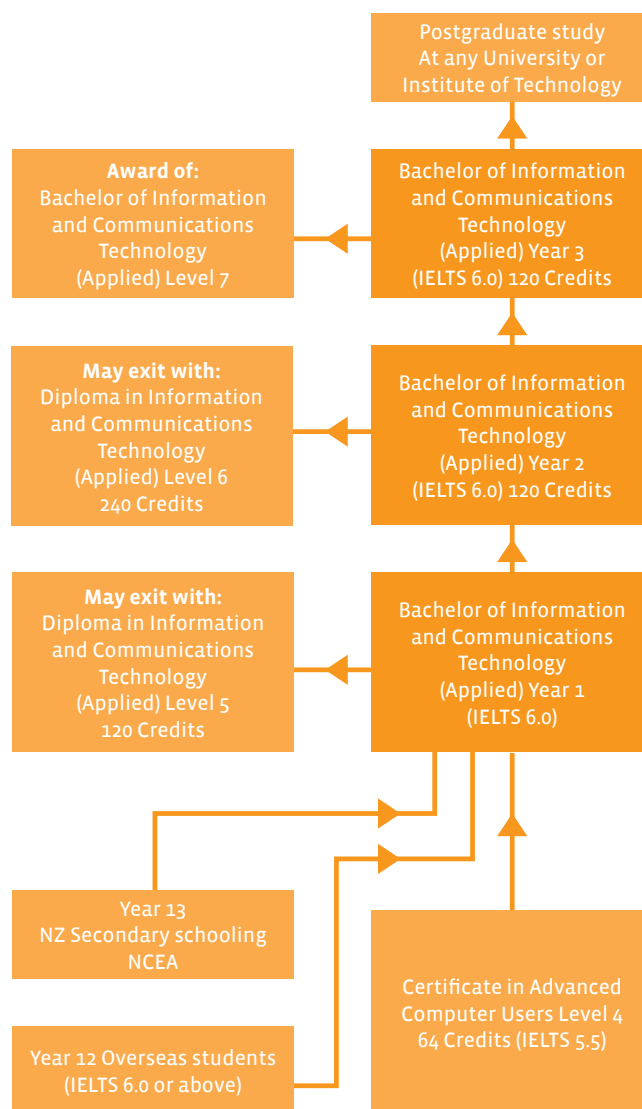 Postgraduate study
At any University or
Institute of Technology
Award of:
Bachelor of Information
and Communications
Technology
(Applied) Level 7
Bachelor of Information
and Communications
Technology
(Applied) Year 3
(IELTS 6.0) 120 Credits
May exit with:
Diploma in Information
and Communications
Technology
(Applied) Level 6
240 Credits
Bachelor of Information
and Communications
Technology
(Applied) Year 2
(IELTS 6.0) 120 Credits
May exit with:
Diploma in Information
and Communications
Technology
(Applied) Level 5
120 Credits
Bachelor of Information
and Communications
Technology
(Applied) Year 1
(IELTS 6.0)
Year 13
NZ Secondary schooling
NCEA
Year 12 Overseas students
(IELTS 6.0 or above)
Certificate in Advanced
Computer Users Level 4
64 Credits (IELTS 5.5)